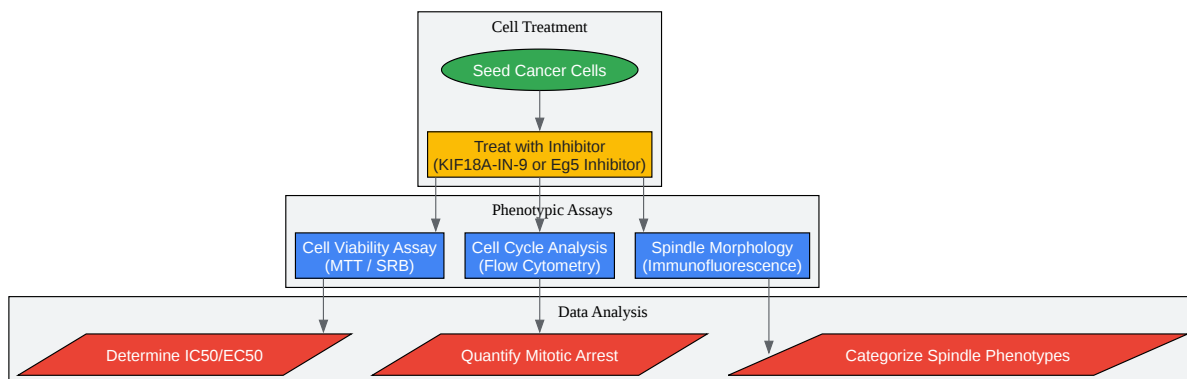 Cell Treatment
Seed Cancer Cells
Treat with Inhibitor
(KIF18A-IN-9 or Eg5 Inhibitor)
Phenotypic Assays
Cell Viability Assay
(MTT / SRB)
Cell Cycle Analysis
(Flow Cytometry)
Spindle Morphology
(Immunofluorescence)
Data Analysis
Determine IC50/EC50
Quantify Mitotic Arrest
Categorize Spindle Phenotypes